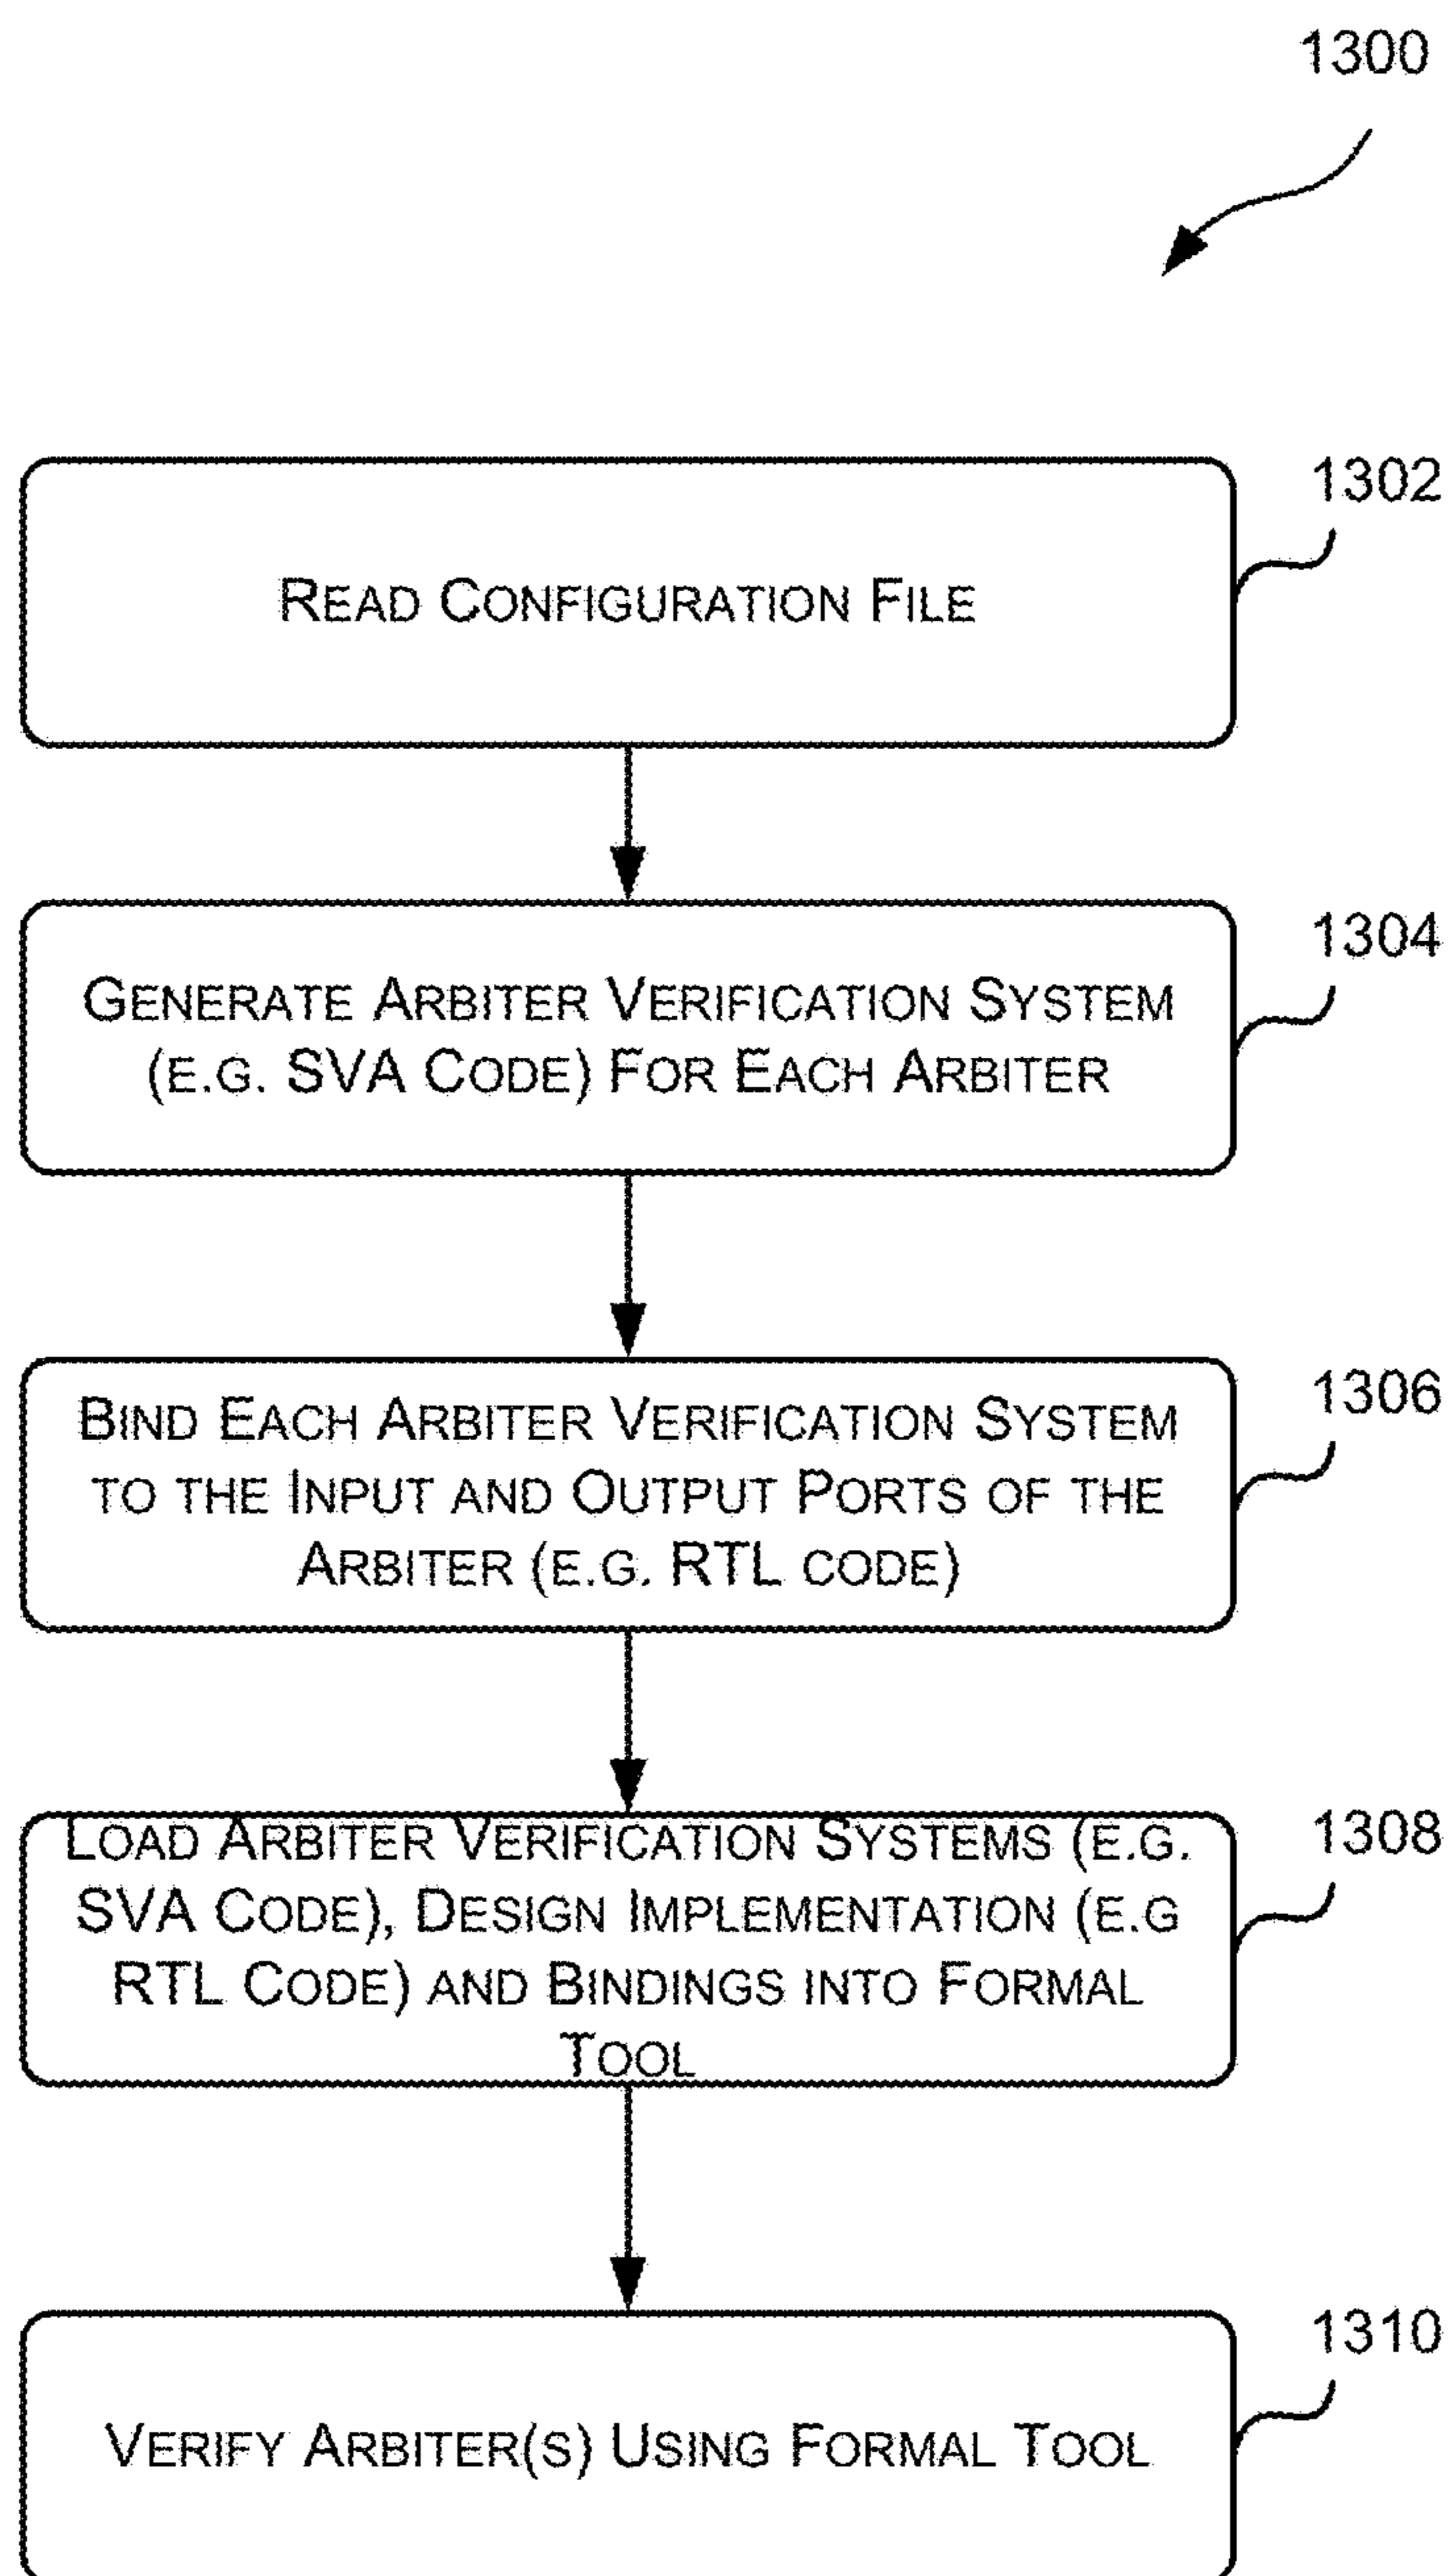 1300
1302
READ CONFIGURATION FILE
1304
GENERATE ARBITER VERIFICATION SYSTEM
(E.G. SVA CODE) FOR EACH ARBITER
1306
BIND EACH ARBITER VERIFICATION SYSTEM
TO THE INPUT AND OUTPUT PORTS OF THE
ARBITER (E.G. RTL CODE)
1308
LOAD ARBITER VERIFICATION SYSTEMS (E.G.
SVA CODE), DESIGN IMPLEMENTATION (E.G
RTL CODE) AND BINDINGS INTO FORMAL
TOOL
1310
VERIFY ARBITER(S) USING FORMAL TOOL